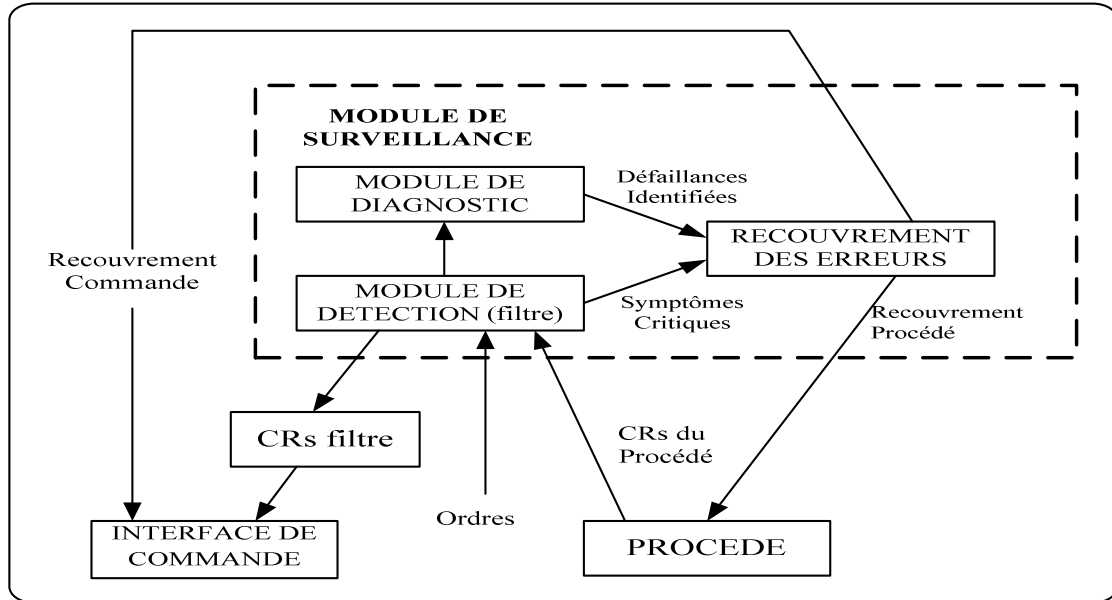 MODULE DE
SURVEILLANCE
MODULE DE
DIAGNOSTIC
Défaillances
Identifiées
RECOUVREMENT
DES ERREURS
Recouvrement
Commande
MODULE DE
DETECTION (filtre)
Symptômes
Critiques
Recouvrement
Procédé
CRs filtre
CRs du
Procédé
Ordres
INTERFACE DE
COMMANDE
PROCEDE